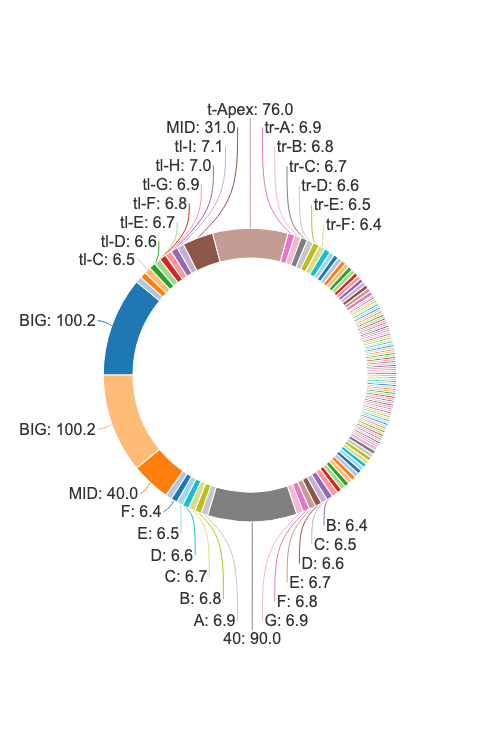 t-Apex: 76.0
MID: 31.0
tr-A: 6.9
tl-I: 7.1
tr-B: 6.8
tl-H: 7.0
tr-C: 6.7
tl-G: 6.9
tr-D: 6.6
tl-F: 6.8
tr-E: 6.5
tl-E: 6.7
tr-F: 6.4
tl-D: 6.6
tl-C: 6.5
BIG: 100.2
BIG: 100.2
MID: 40.0
F: 6.4
B: 6.4
E: 6.5
C: 6.5
D: 6.6
D: 6.6
C: 6.7
E: 6.7
B: 6.8
F: 6.8
A: 6.9
G: 6.9
40: 90.0